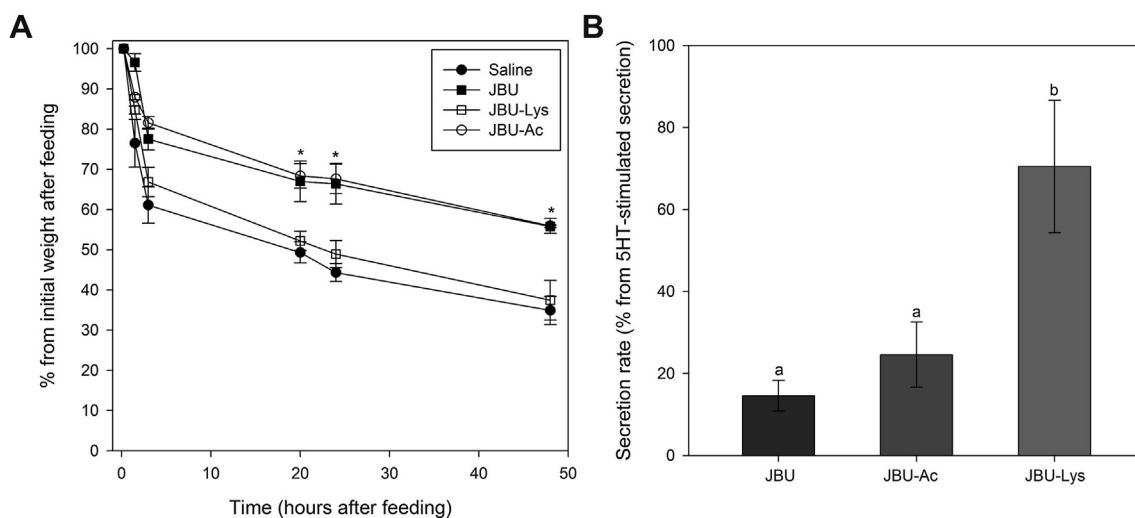 A
100
90
80
70
60
50
40
30
20
10
0
% from initial weight after feeding
Saline
JBU
JBU-Lys
JBU-Ac
*
*
*
0
10
20
30
40
50
Time (hours after feeding)
B
100
80
60
40
20
0
Secretion rate (% from 5HT-stimulated secretion)
a
a
b
JBU
JBU-Ac
JBU-Lys